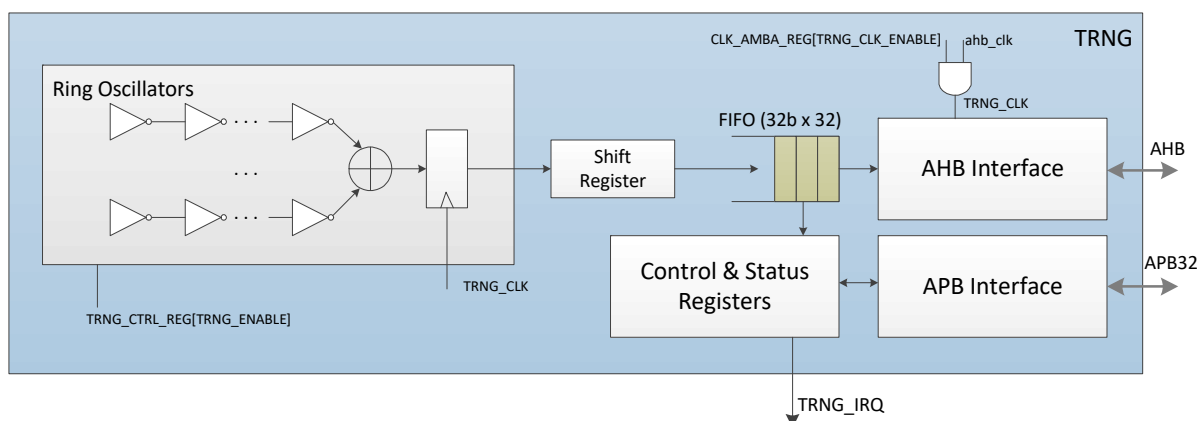 TRNG
CLK_AMBA_REG[TRNG_CLK_ENABLE]
ahb_clk
Ring Oscillators
TRNG_CLK
FIFO (32b x 32)
. . .
. . .
. . .
Shift
Register
AHB Interface
AHB
Control & Status
Registers
APB Interface
APB32
TRNG_CLK
TRNG_CTRL_REG[TRNG_ENABLE]
TRNG_IRQ